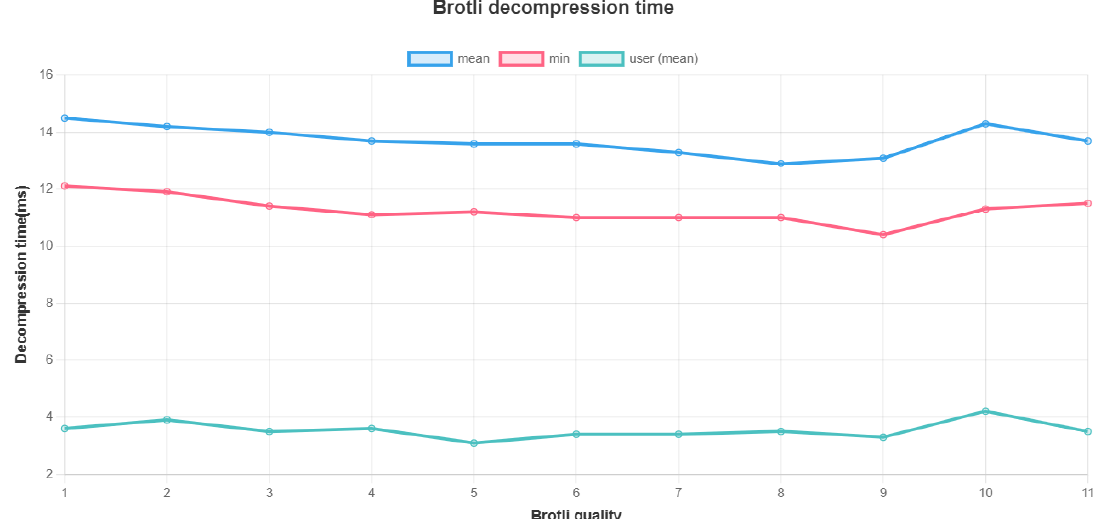 Brotli decompression time
mean min user (mean)
16
14
12
10
8
6
4
2
Decompression time(ms)
1 2 3 4 5 6 7 8 9 10 11
Brotli quality